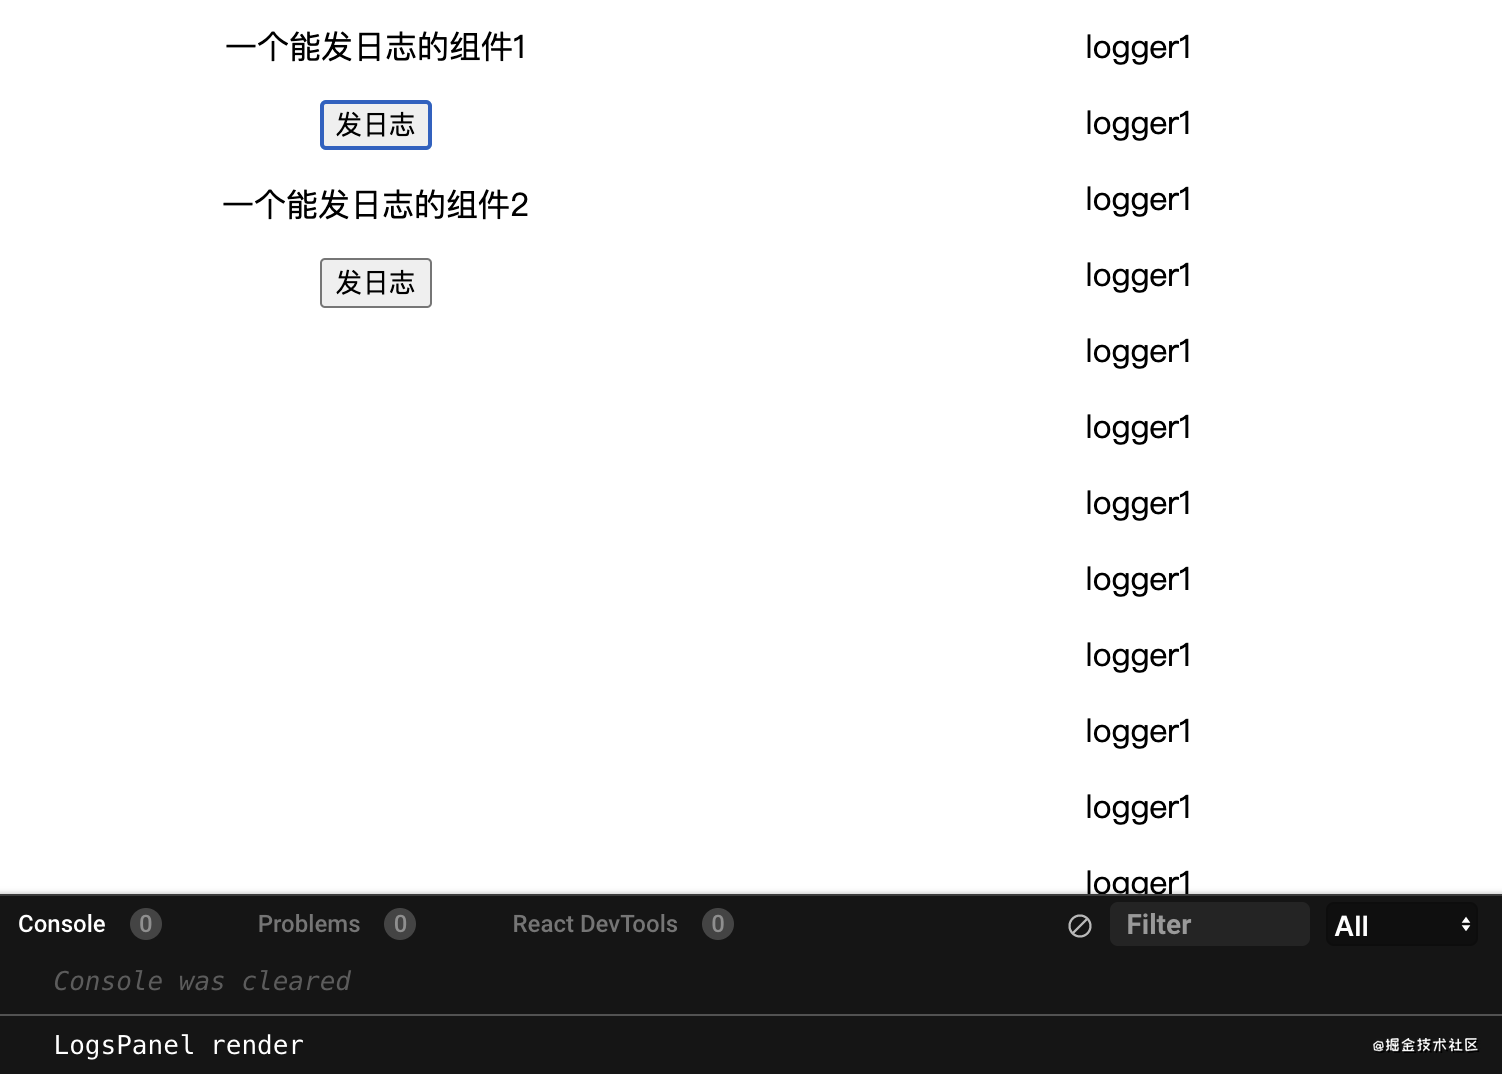 一个能发日志的组件1
发日志
一个能发日志的组件2
发日志
logger1
logger1
logger1
logger1
logger1
logger1
logger1
logger1
logger1
logger1
logger1
logger1
Console 0 Problems 0 React DevTools 0 Filter All
Console was cleared
LogsPanel render
@掘金技术社区